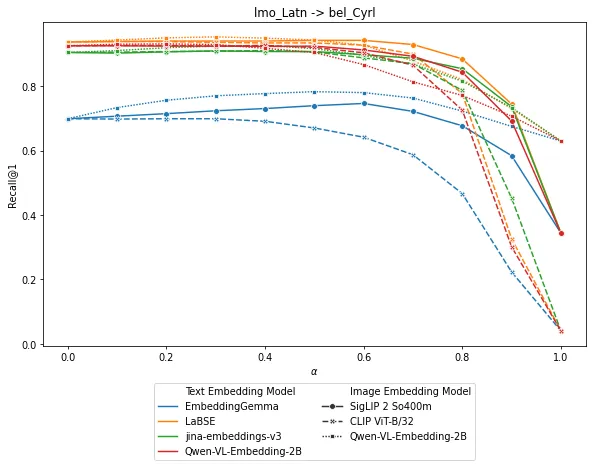 lmo_Latn -> bel_Cyrl
Recall@1
0.8
0.6
0.4
0.2
0.0
0.0 0.2 0.4 0.6 0.8 1.0
α
Text Embedding Model
EmbeddingGemma
LaBSE
jina-embeddings-v3
Qwen-VL-Embedding-2B
Image Embedding Model
SigLIP 2 So400m
CLIP ViT-B/32
Qwen-VL-Embedding-2B